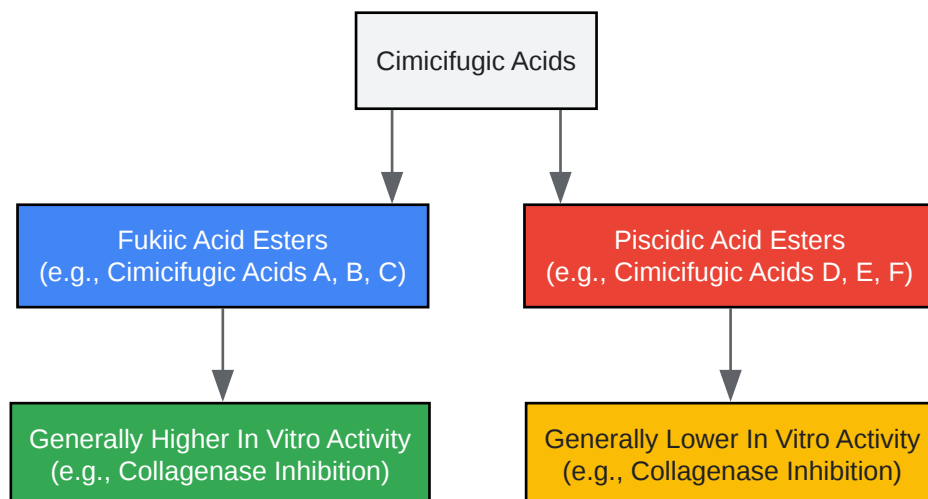 Cimicifugic Acids
Fukiic Acid Esters
(e.g., Cimicifugic Acids A, B, C)
Piscidic Acid Esters
(e.g., Cimicifugic Acids D, E, F)
Generally Higher In Vitro Activity
(e.g., Collagenase Inhibition)
Generally Lower In Vitro Activity
(e.g., Collagenase Inhibition)